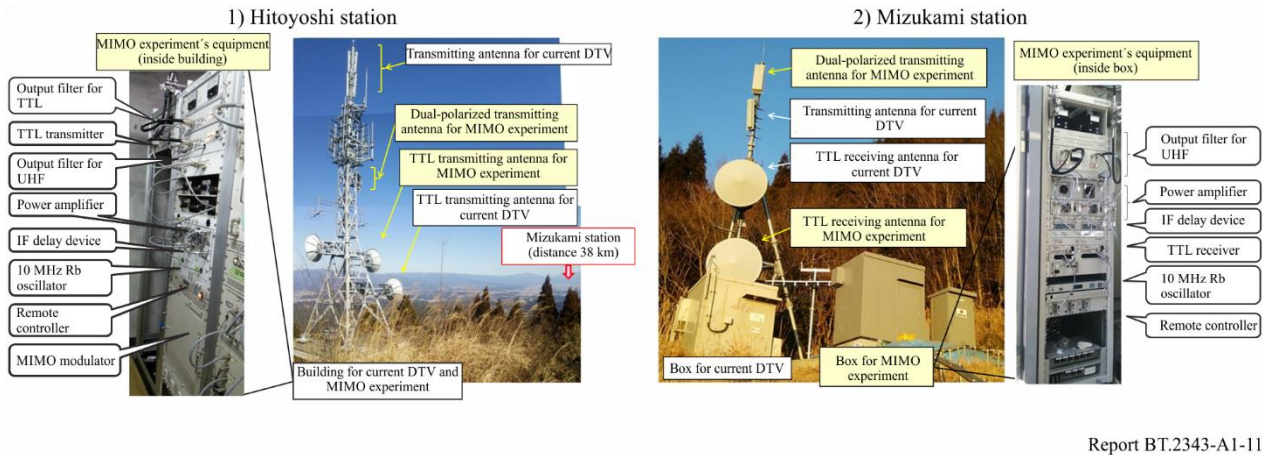 1) Hitoyoshi station
MIMO experiment´s equipment
(inside building)
Output filter for
TTL
TTL transmitter
Output filter for
UHF
Power amplifier
IF delay device
10 MHz Rb
oscillator
Remote
controller
MIMO modulator
Transmitting antenna for current DTV
Dual-polarized transmitting
antenna for MIMO experiment
TTL transmitting antenna for
MIMO experiment
TTL transmitting antenna for
current DTV
Mizukami station
(distance 38 km)
Building for current DTV and
MIMO experiment
2) Mizukami station
Dual-polarized transmitting
antenna for MIMO experiment
Transmitting antenna for current
DTV
TTL receiving antenna for
current DTV
TTL receiving antenna for
MIMO experiment
Box for current DTV
Box for MIMO
experiment
MIMO experiment´s equipment
(inside box)
Output filter for
UHF
Power amplifier
IF delay device
TTL receiver
10 MHz Rb
oscillator
Remote controller
Report BT.2343-A1-11